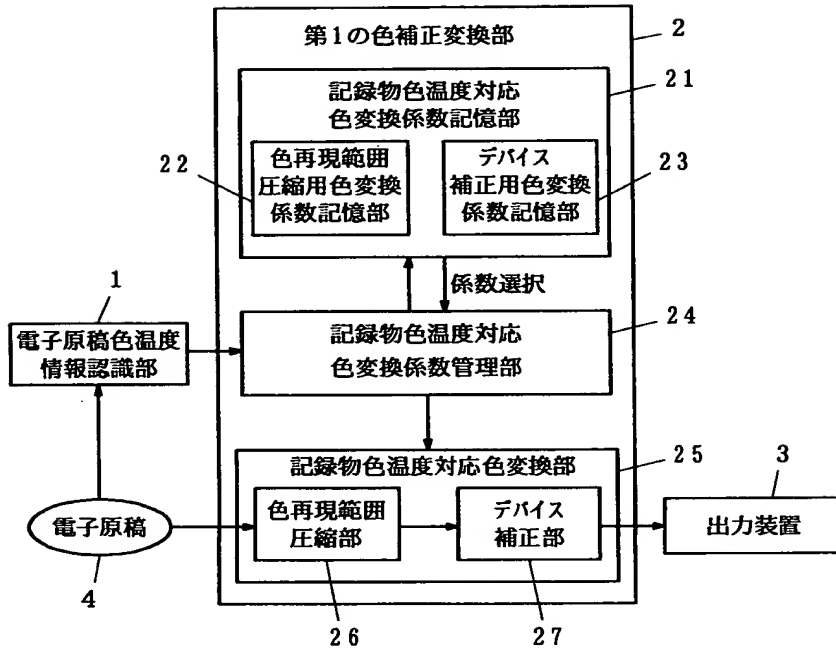 第1の色補正変換部
2
記録物色温度対応
色変換係数記憶部
21
22
色再現範囲
圧縮用色変換
係数記憶部
デバイス
補正用色変換
係数記憶部
23
係数選択
1
電子原稿色温度
情報認識部
記録物色温度対応
色変換係数管理部
24
記録物色温度対応色変換部
25
電子原稿
4
色再現範囲
圧縮部
26
デバイス
補正部
27
3
出力装置